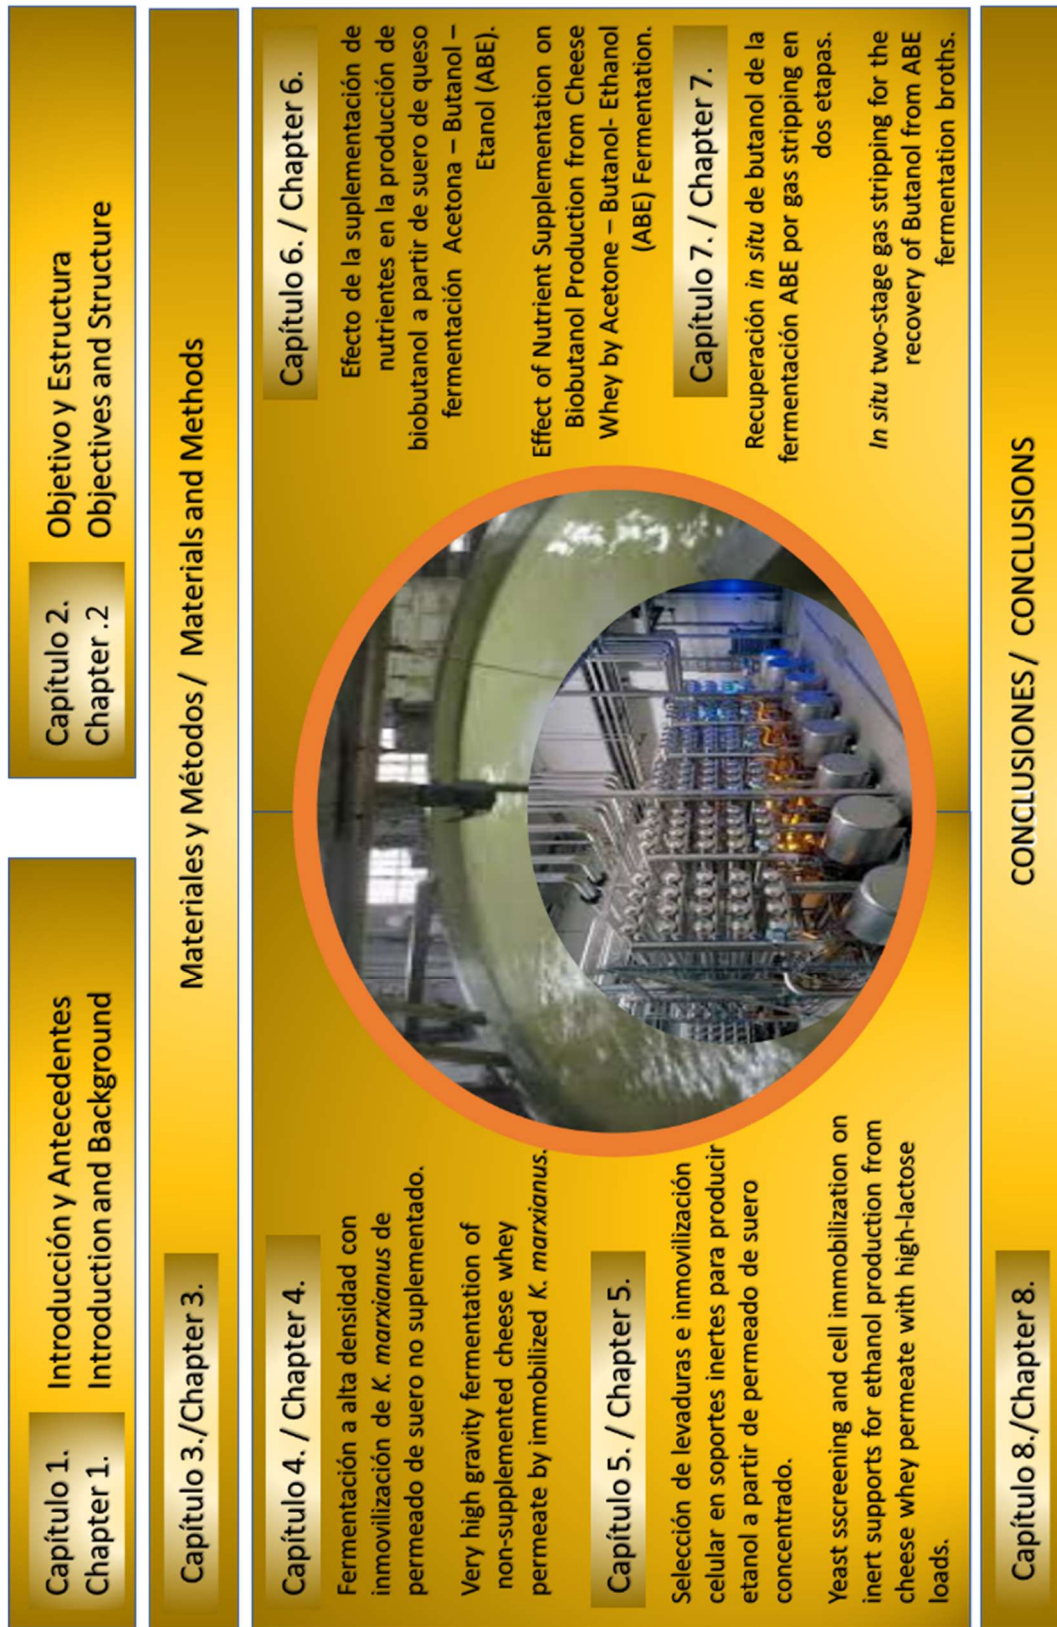 Capítulo 1.
Chapter 1.
Introducción y Antecedentes
Introduction and Background
Capítulo 2.
Chapter .2
Objetivo y Estructura
Objectives and Structure
Capítulo 3./Chapter 3.
Materiales y Métodos / Materials and Methods
Capítulo 4. / Chapter 4.
Fermentación a alta densidad con
inmovilización de K. marxianus de
permeado de suero no suplementado.
Very high gravity fermentation of
non-supplemented cheese whey
permeate by immobilized K. marxianus.
Capítulo 5. / Chapter 5.
Selección de levaduras e inmovilización
celular en soportes inertes para producir
etanol a partir de permeado de suero
concentrado.
Yeast sscreening and cell immobilization on
inert supports for ethanol production from
cheese whey permeate with high-lactose
loads.
Capítulo 6. / Chapter 6.
Efecto de la suplementación de
nutrientes en la producción de
biobutanol a partir de suero de queso
fermentación Acetona – Butanol –
Etanol (ABE).
Effect of Nutrient Supplementation on
Biobutanol Production from Cheese
Whey by Acetone – Butanol- Ethanol
(ABE) Fermentation.
Capítulo 7. / Chapter 7.
Recuperación in situ de butanol de la
fermentación ABE por gas stripping en
dos etapas.
In situ two-stage gas stripping for the
recovery of Butanol from ABE
fermentation broths.
Capítulo 8./Chapter 8.
CONCLUSIONES / CONCLUSIONS